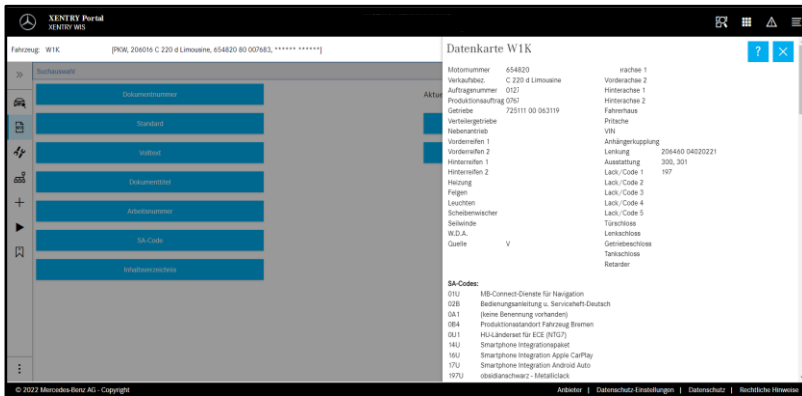 XENTRY Portal
XENTRY WIS
Fahrzeug: W1K [PKW, 206016 C 220 d Limousine, 654820 80 007683, ****** ******]
Suchauswahl
Dokumentnummer
Standard
Volltext
Dokumenttitel
Arbeitsnummer
SA-Code
Inhaltsverzeichnis
Aktue
Datenkarte W1K
? ×
Motornummer 654820
Verkaufsbez. C 220 d Limousine
Auftragsnummer 012
Produktionsauftrag 076
Getriebe 725111 00 063119
Verteilergetriebe
Nebenantrieb
Vorderreifen 1
Vorderreifen 2
Hinterreifen 1
Hinterreifen 2
Heizung
Felgen
Leuchten
Scheibenwischer
Seilwinde
W.D.A.
Quelle V
rachse 1
Vorderachse 2
Hinterachse 1
Hinterachse 2
Fahrerhaus
Pritsche
VIN
Anhängerkupplung
Lenkung 206460 04020221
Ausstattung 300, 301
Lack/Code 1 197
Lack/Code 2
Lack/Code 3
Lack/Code 4
Lack/Code 5
Türschloss
Lenkschloss
Getriebeschloss
Tankschloss
Retarder
SA-Codes:
01U MB-Connect-Dienste für Navigation
02B Bedienungsanleitung u. Serviceheft-Deutsch
0A1 (keine Benennung vorhanden)
0B4 Produktionsstandort Fahrzeug Bremen
0U1 HU-Länderset für ECE (NTG7)
14U Smartphone Integrationspaket
16U Smartphone Integration Apple CarPlay
17U Smartphone Integration Android Auto
197U obsidianschwarz - Metalliclack
© 2022 Mercedes-Benz AG - Copyright
Anbieter | Datenschutz-Einstellungen | Datenschutz | Rechtliche Hinweise